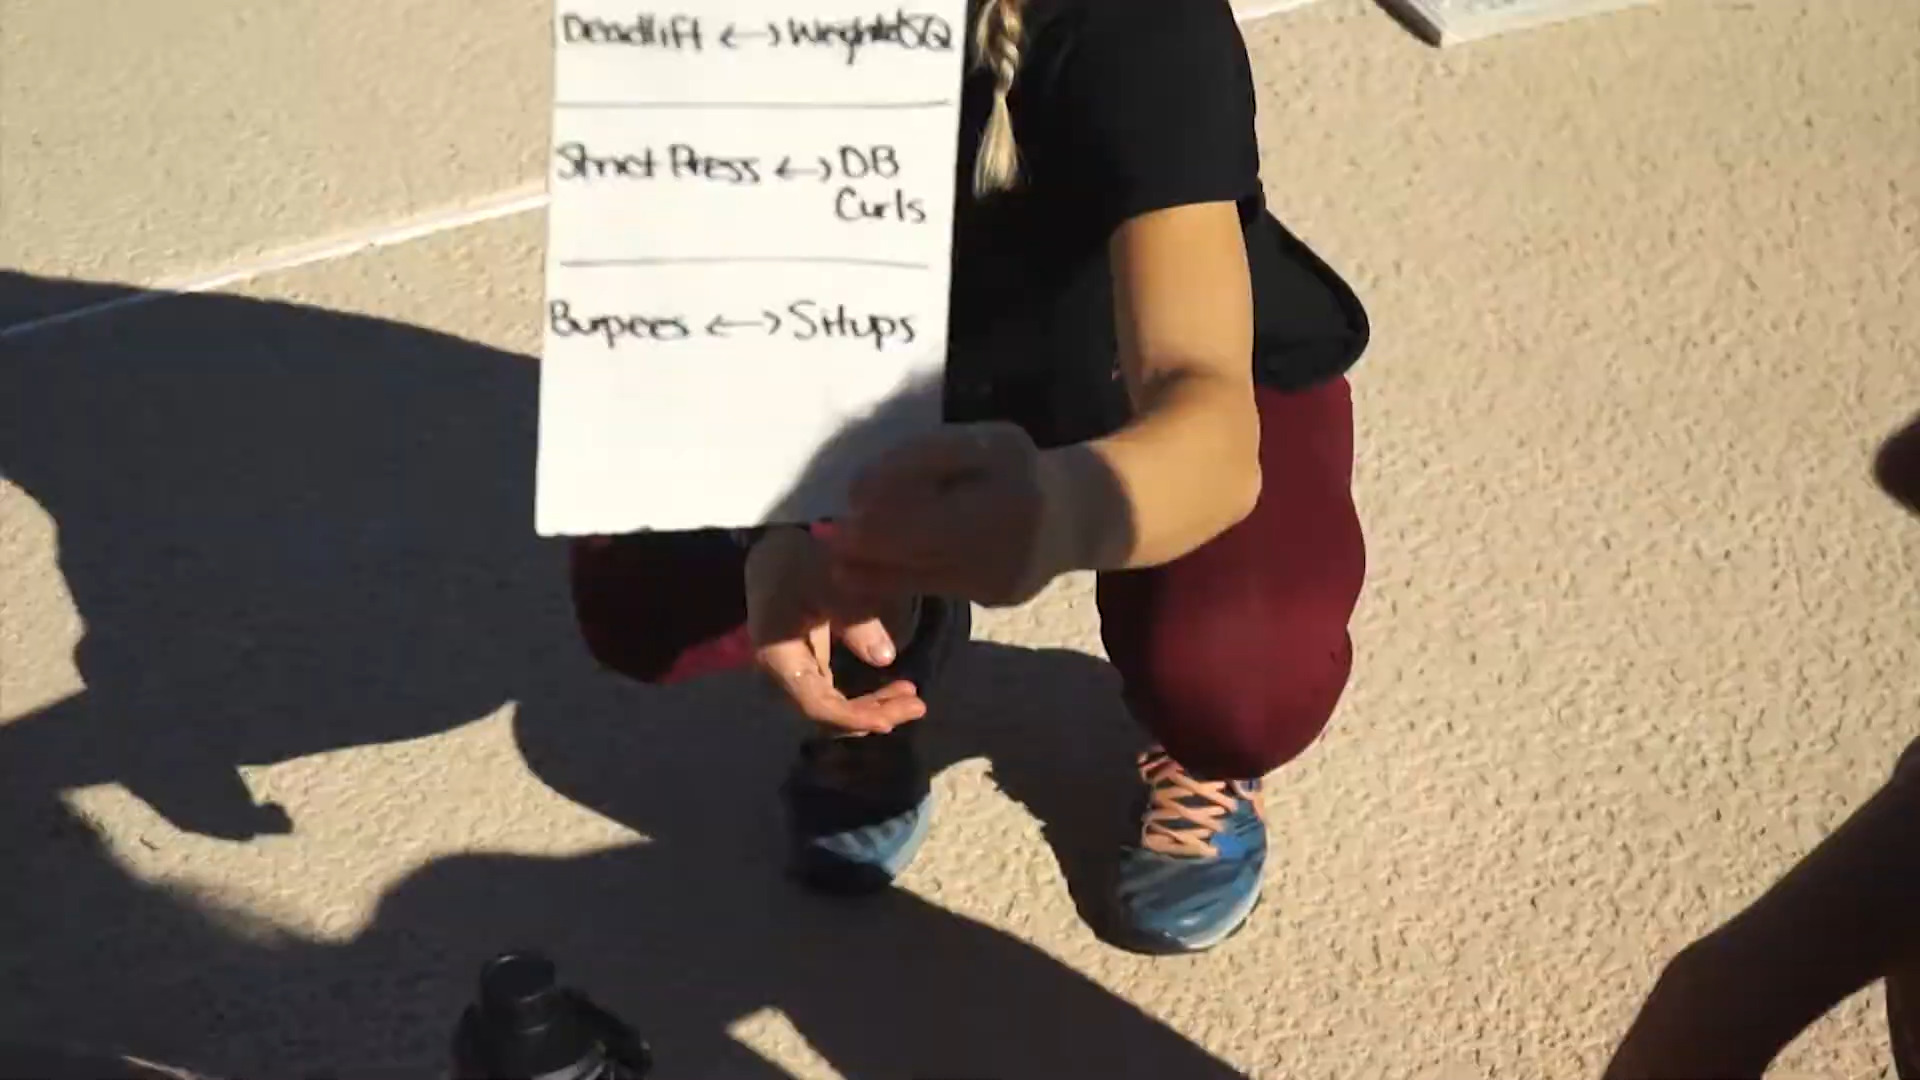 Deadlift <-> WeightedSQ
Strict Press <-> DB
Curls
Burpees <-> Situps